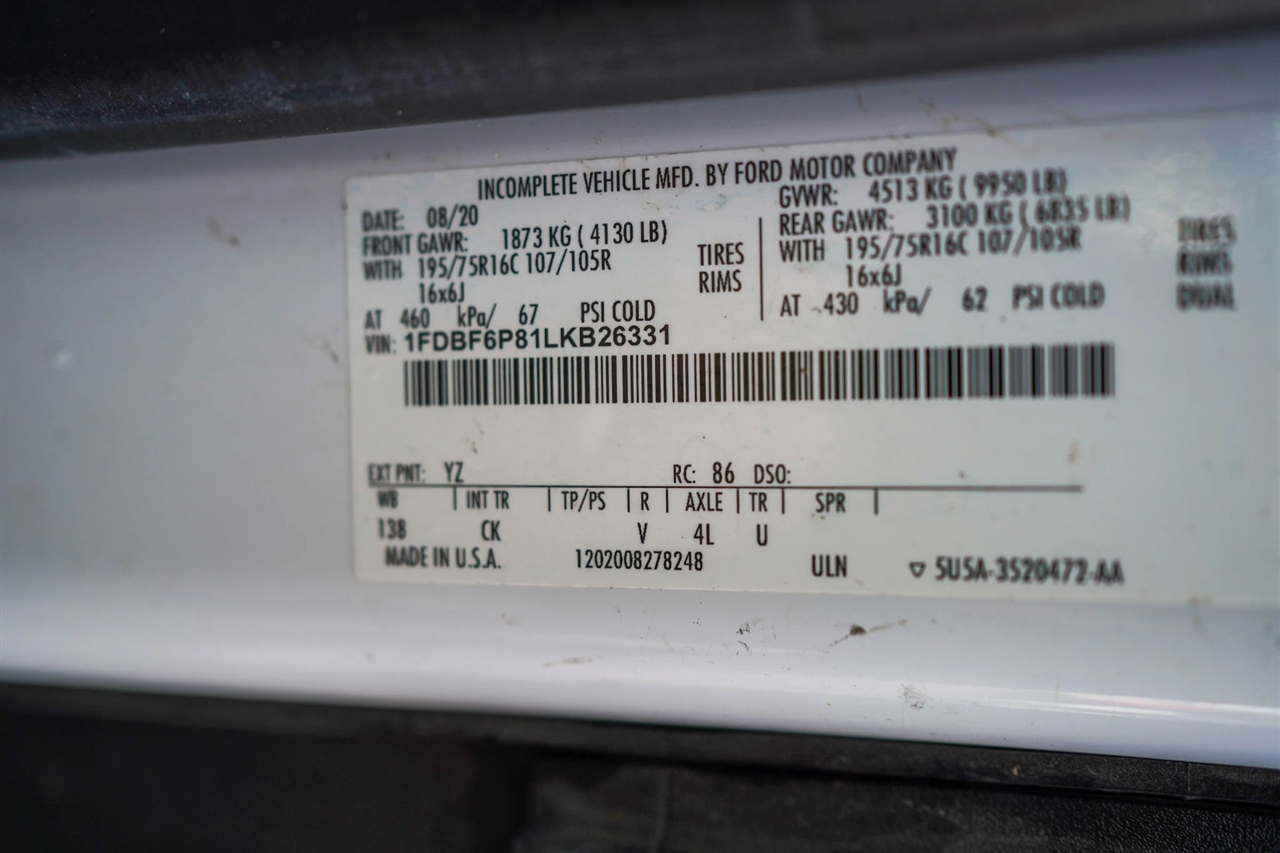 INCOMPLETE VEHICLE MFD. BY FORD MOTOR COMPANY
DATE: 08/20 GVWR: 4513 KG ( 9950 LB)
FRONT GAWR: 1873 KG ( 4130 LB) REAR GAWR: 3100 KG ( 6835 LB)
WITH 195/75R16C 107/105R TIRES WITH 195/75R16C 107/105R TIRES
16x6J RIMS 16x6J RIMS
AT 460 kPa/ 67 PSI COLD AT 430 kPa/ 62 PSI COLD DUAL
VIN: 1FDBF6P81LKB26331
EXT PNT: YZ RC: 86 DSO:
WB INT TR TP/PS R AXLE TR SPR
138 CK V 4L U
MADE IN U.S.A. 1202008278248 ULN 5U5A-3520472-AA